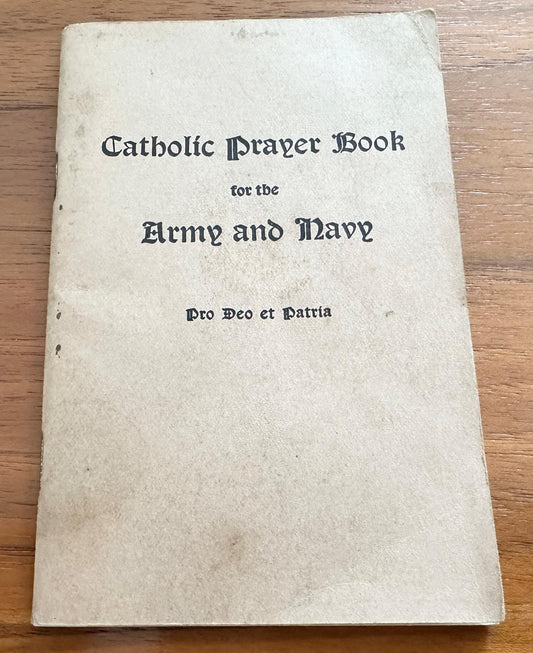 Catholic Prayer Book
for the
Army and Navy
Pro Deo et Patria